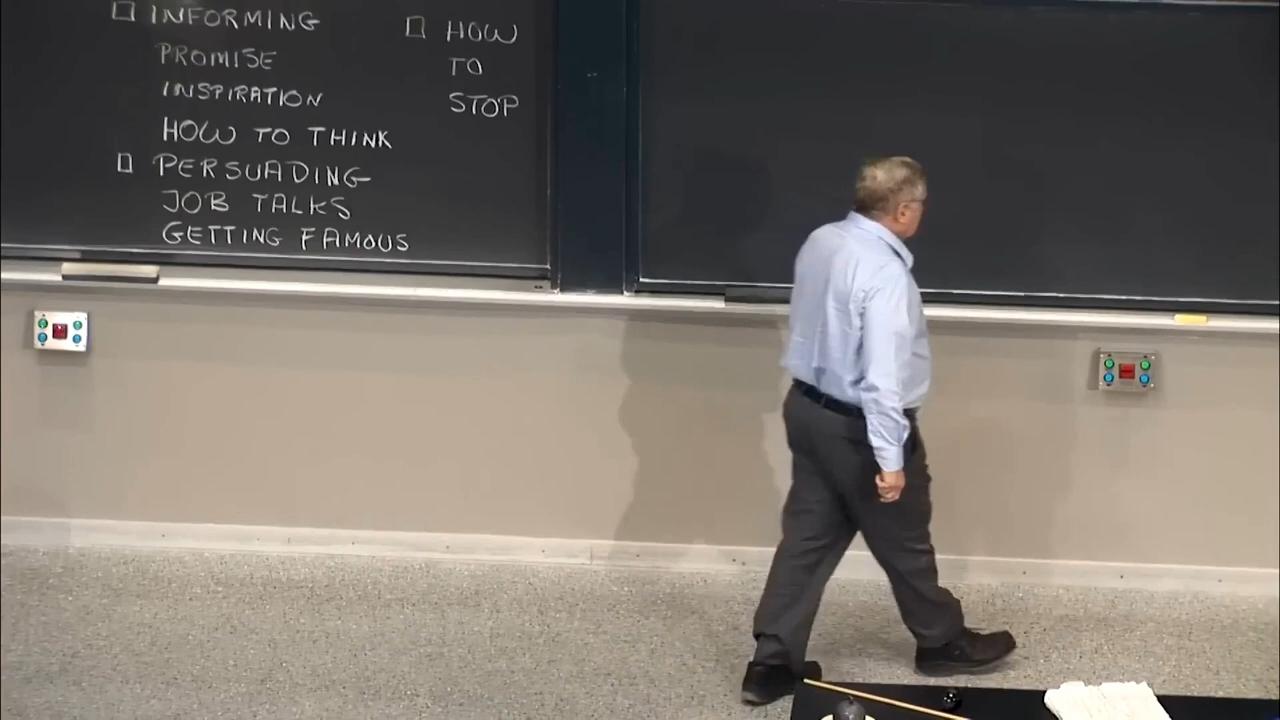 ☐ INFORMING
PROMISE
INSPIRATION
HOW TO THINK
☐ PERSUADING
JOB TALKS
GETTING FAMOUS
☐ HOW
TO
STOP